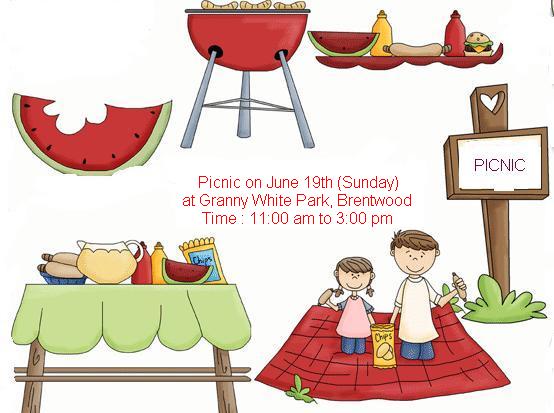 PICNIC
Picnic on June 19th (Sunday)
at Granny White Park, Brentwood
Time : 11:00 am to 3:00 pm
Chips
Chips